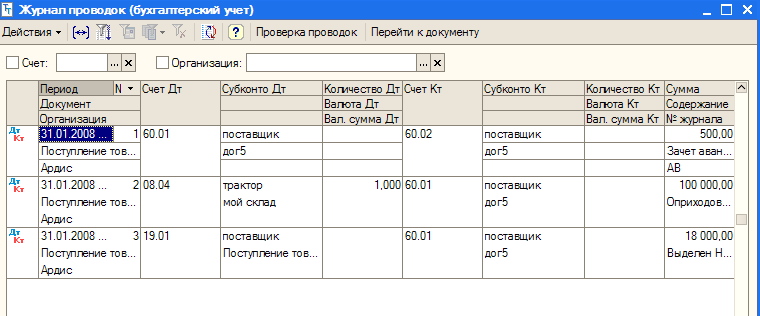 Журнал проводок (бухгалтерский учет)
Действия Проверка проводок Перейти к документу
Счет: ... x Организация: ... x
Период N Счет Дт Субконто Дт Количество Дт Счет Кт Субконто Кт Количество Кт Сумма
Документ Валюта Дт Валюта Кт Содержание
Организация Вал. сумма Дт Вал. сумма Кт № журнала
Дт Кт 31.01.2008 ... 1 60.01 поставщик 60.02 поставщик 500,00
Поступление тов... дог5 дог5 Зачет аван...
Ардис АВ
Дт Кт 31.01.2008 ... 2 08.04 трактор 1,000 60.01 поставщик 100 000,00
Поступление тов... мой склад дог5 Оприходов...
Ардис
Дт Кт 31.01.2008 ... 3 19.01 поставщик 60.01 поставщик 18 000,00
Поступление тов... Поступление тов... дог5 Выделен Н...
Ардис